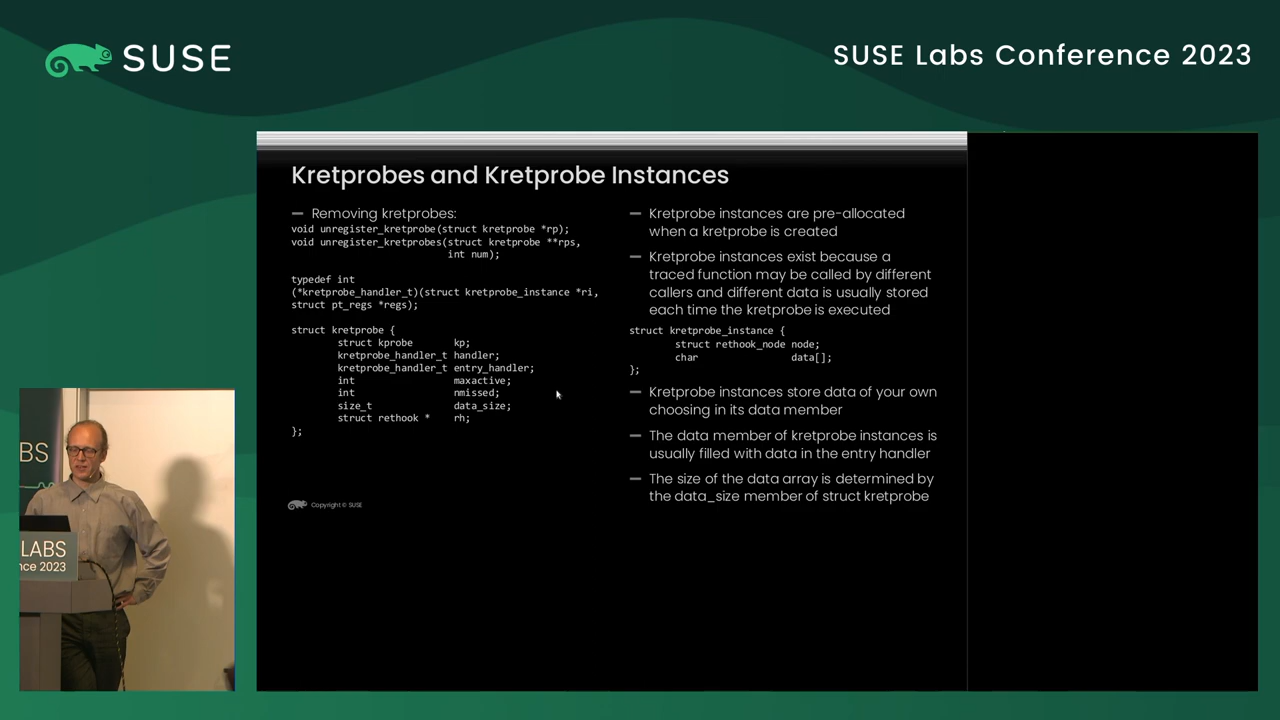 SUSE
SUSE Labs Conference 2023
Kretprobes and Kretprobe Instances
— Removing kretprobes:
void unregister_kretprobe(struct kretprobe *rp);
void unregister_kretprobes(struct kretprobe **rps,
int num);
typedef int
(*kretprobe_handler_t)(struct kretprobe_instance *ri,
struct pt_regs *regs);
struct kretprobe {
struct kprobe kp;
kretprobe_handler_t handler;
kretprobe_handler_t entry_handler;
int maxactive;
int nmissed;
size_t data_size;
struct rethook * rh;
};
Copyright © SUSE
— Kretprobe instances are pre-allocated
when a kretprobe is created
— Kretprobe instances exist because a
traced function may be called by different
callers and different data is usually stored
each time the kretprobe is executed
struct kretprobe_instance {
struct rethook_node node;
char data[];
};
— Kretprobe instances store data of your own
choosing in its data member
— The data member of kretprobe instances is
usually filled with data in the entry handler
— The size of the data array is determined by
the data_size member of struct kretprobe
BS
LABS
nce 2023